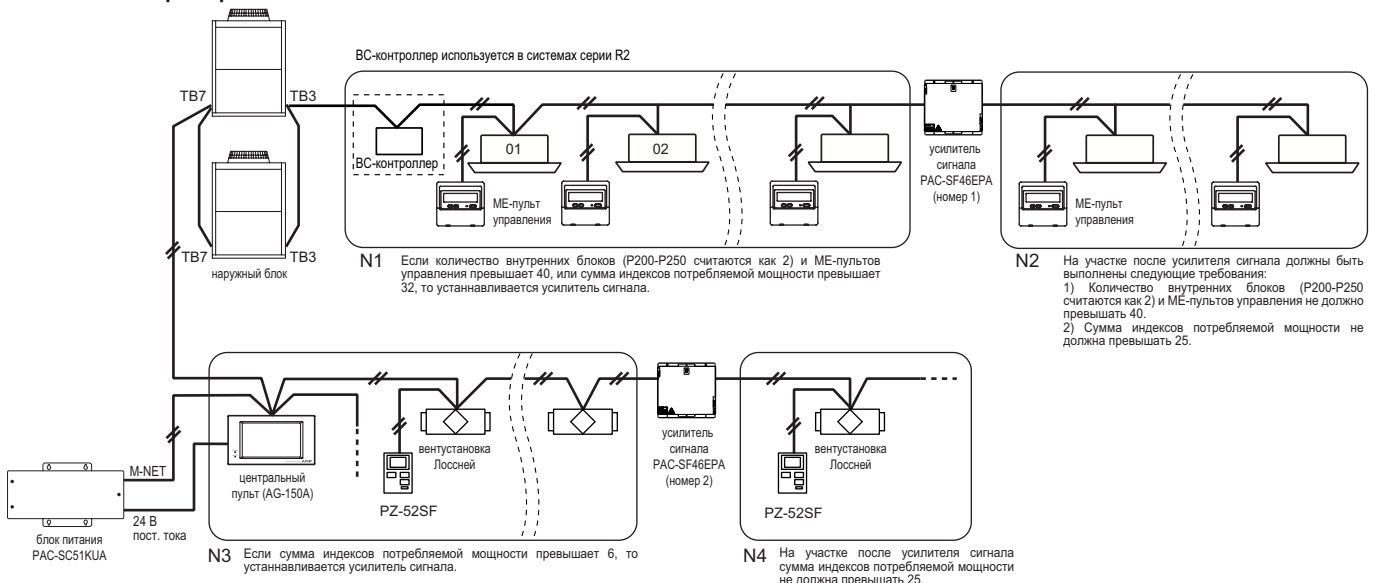 BC-контроллер используется в системах серии R2
TB7
TB3
BC-контроллер
01
02
ME-пульт
управления
усилитель
сигнала
PAC-SF46EPA
(номер 1)
ME-пульт
управления
TB7
TB3
наружный блок
N1 Если количество внутренних блоков (P200-P250 считаются как 2) и ME-пультов
управления превышает 40, или сумма индексов потребляемой мощности превышает
32, то устанавливается усилитель сигнала.
N2 На участке после усилителя сигнала должны быть
выполнены следующие требования:
1) Количество внутренних блоков (P200-P250
считаются как 2) и ME-пультов управления не должно
превышать 40.
2) Сумма индексов потребляемой мощности не
должна превышать 25.
M-NET
24 В
пост. тока
блок питания
PAC-SC51KUA
центральный
пульт (AG-150A)
PZ-52SF
вентустановка
Лоссней
усилитель
сигнала
PAC-SF46EPA
(номер 2)
PZ-52SF
вентустановка
Лоссней
N3 Если сумма индексов потребляемой мощности превышает 6, то
устанавливается усилитель сигнала.
N4 На участке после усилителя сигнала
сумма индексов потребляемой мощности
не должна превышать 25.